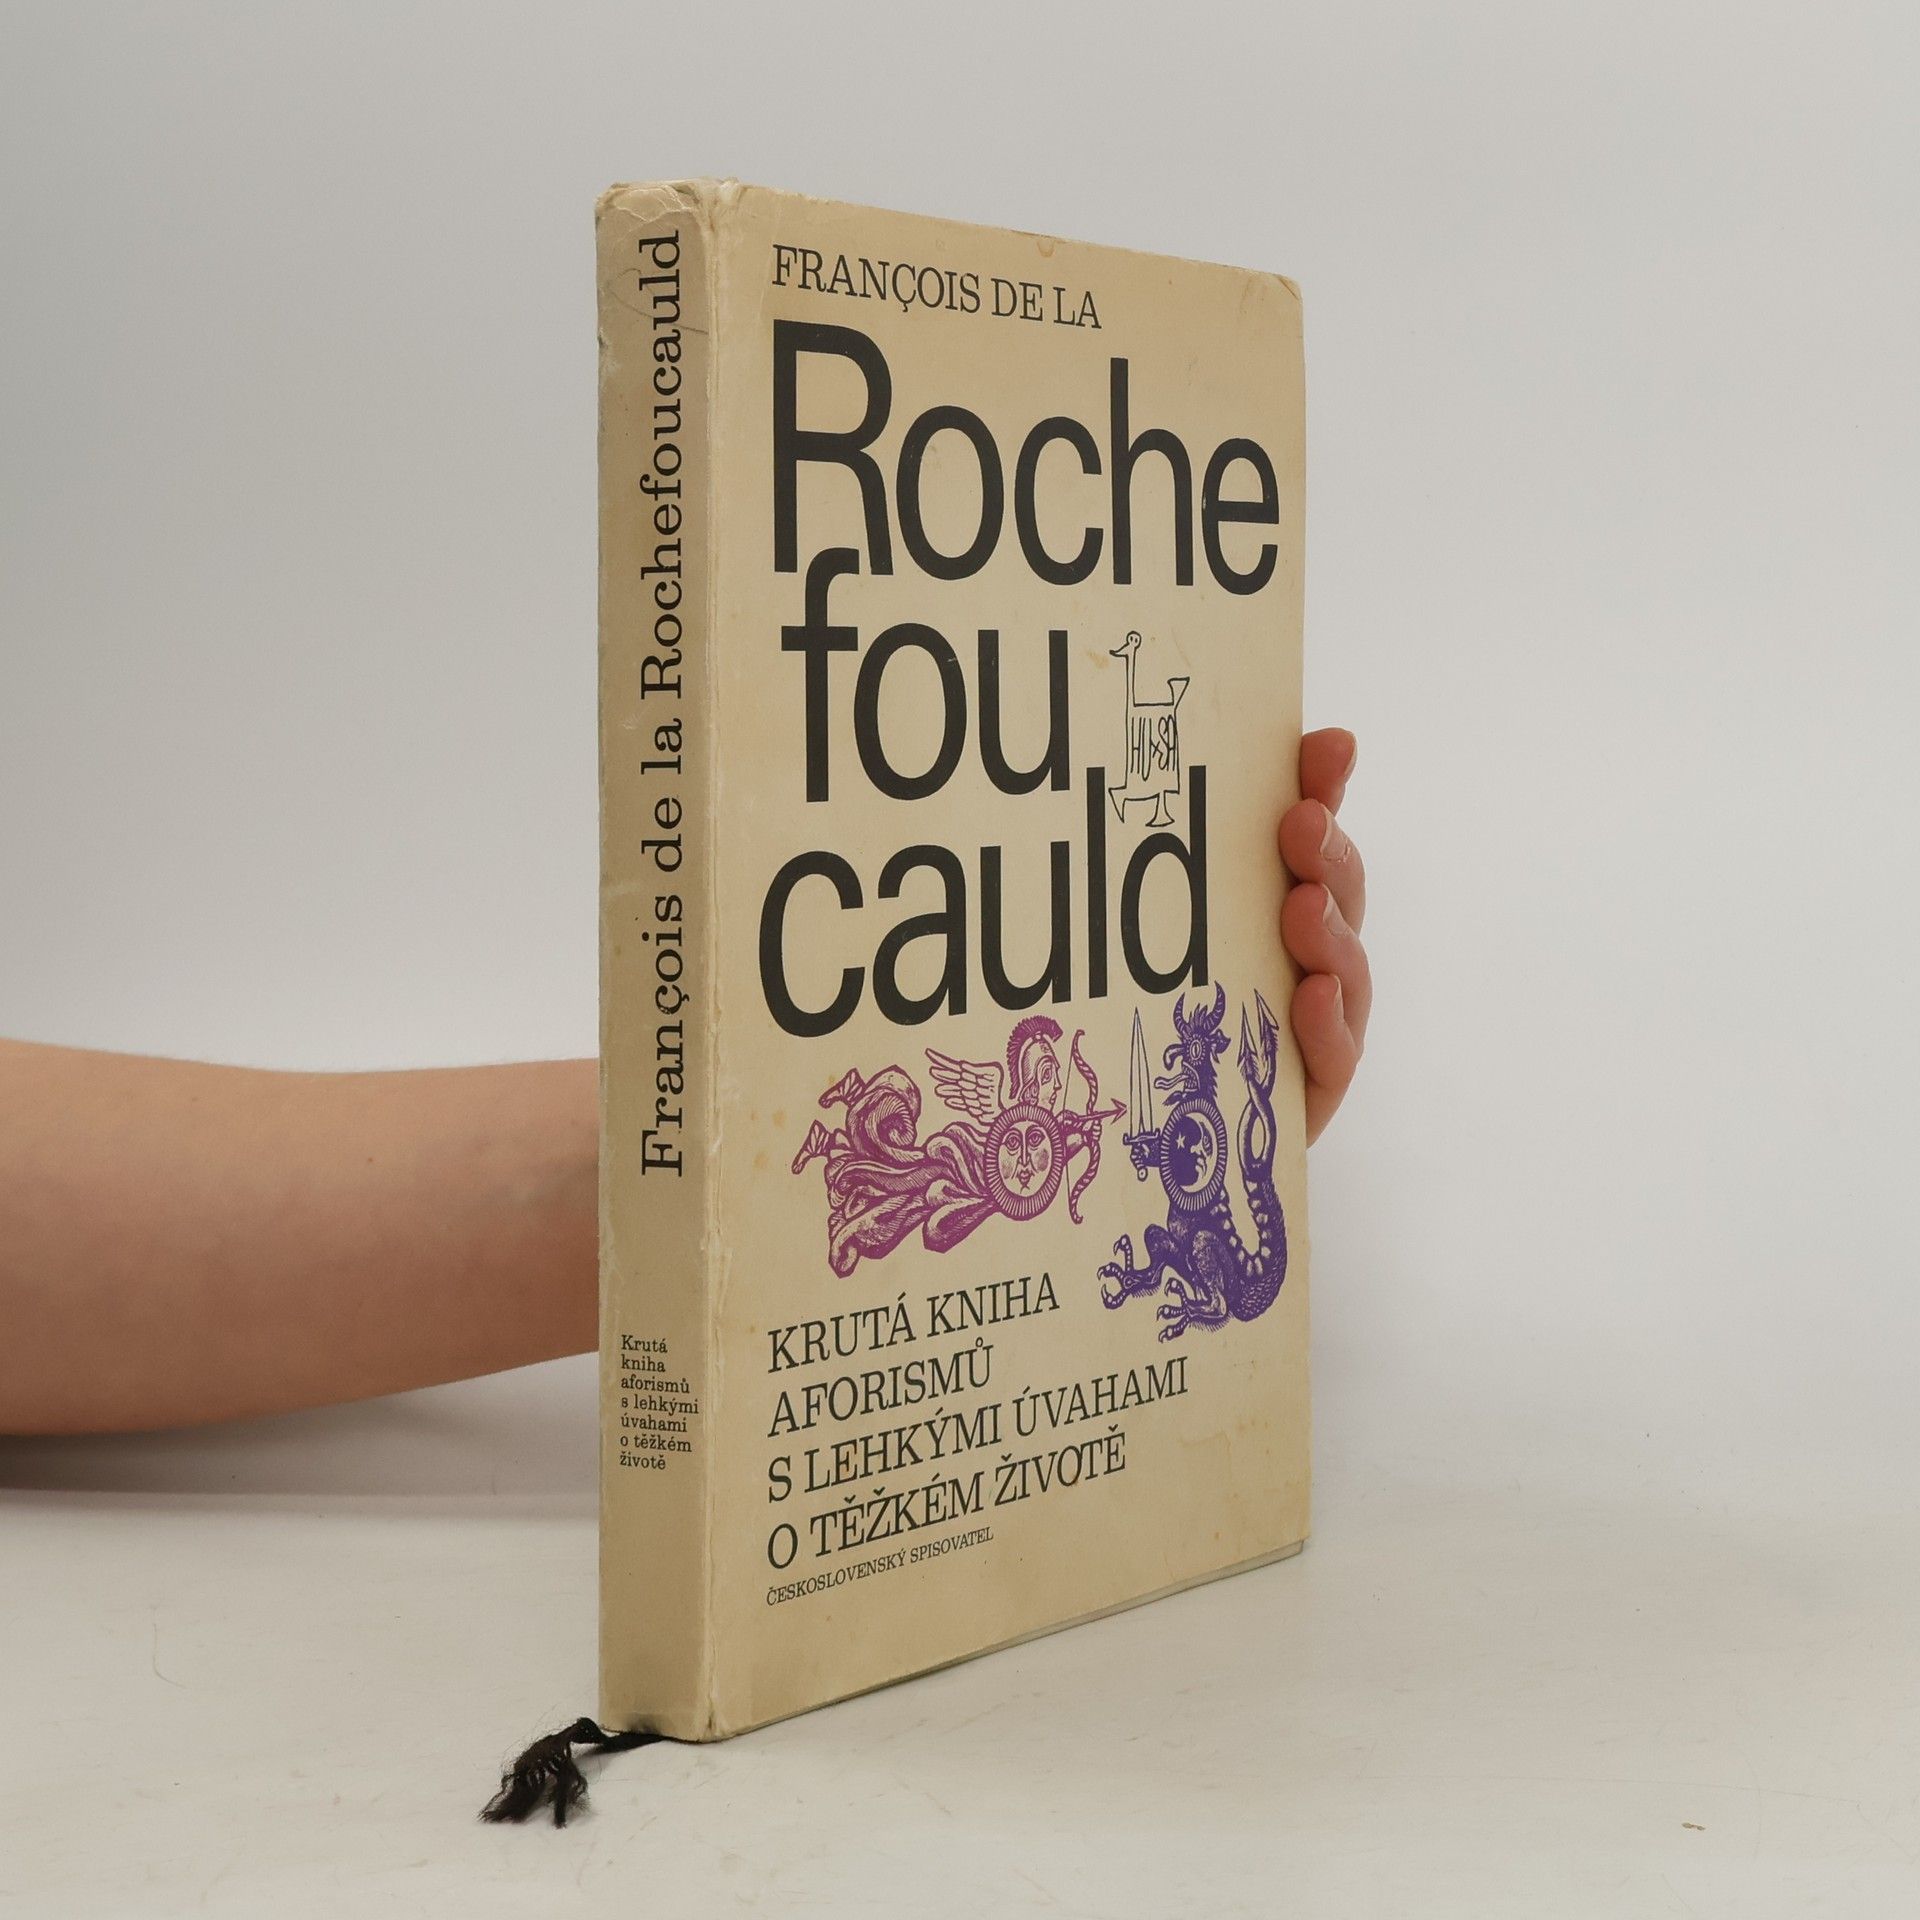 François de la Rochefoucauld
Krutá
kniha
aforismů
s lehkými
úvahami
o těžkém
životě
FRANÇOIS DE LA
Roche
fou
cauld
HUSA
KRUTÁ KNIHA
AFORISMŮ
S LEHKÝMI ÚVAHAMI
O TĚŽKÉM ŽIVOTĚ
ČESKOSLOVENSKÝ SPISOVATEL